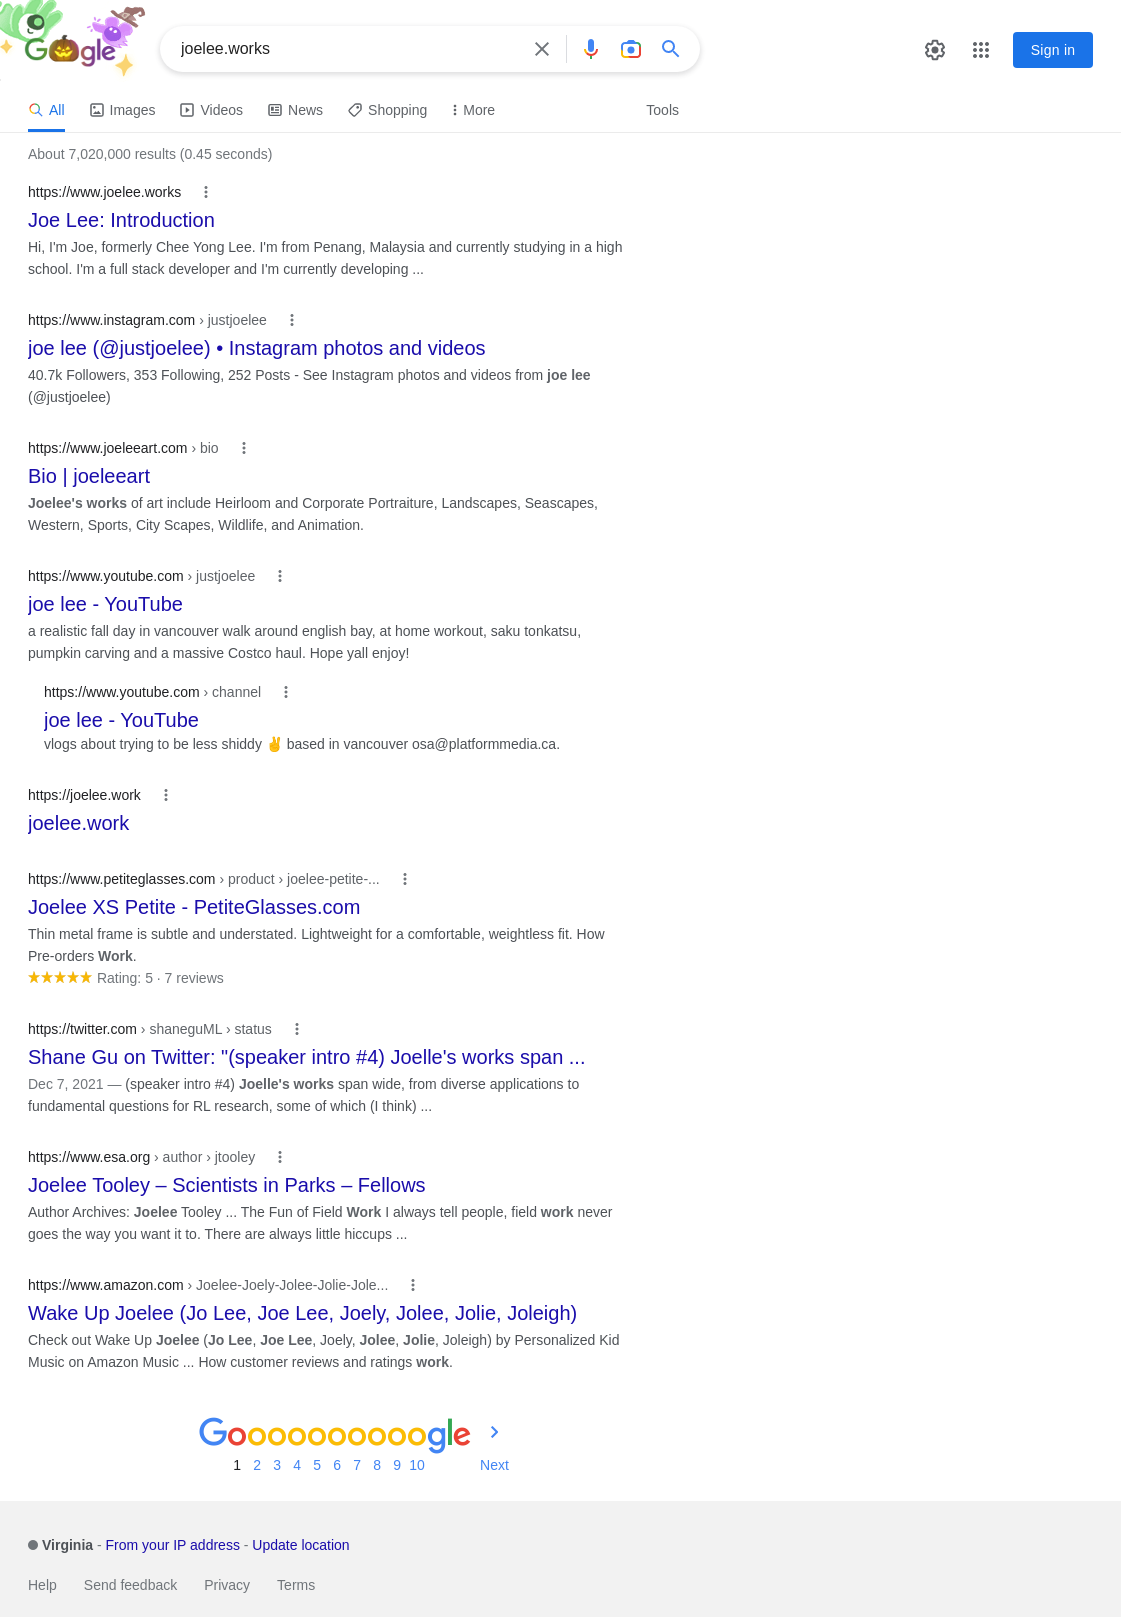 Google
joelee.works
Sign in
All Images Videos News Shopping More Tools
About 7,020,000 results (0.45 seconds)
https://www.joelee.works
Joe Lee: Introduction
Hi, I'm Joe, formerly Chee Yong Lee. I'm from Penang, Malaysia and currently studying in a high
school. I'm a full stack developer and I'm currently developing ...
https://www.instagram.com › justjoelee
joe lee (@justjoelee) • Instagram photos and videos
40.7k Followers, 353 Following, 252 Posts - See Instagram photos and videos from joe lee
(@justjoelee)
https://www.joeleeart.com › bio
Bio | joeleeart
Joelee's works of art include Heirloom and Corporate Portraiture, Landscapes, Seascapes,
Western, Sports, City Scapes, Wildlife, and Animation.
https://www.youtube.com › justjoelee
joe lee - YouTube
a realistic fall day in vancouver walk around english bay, at home workout, saku tonkatsu,
pumpkin carving and a massive Costco haul. Hope yall enjoy!
https://www.youtube.com › channel
joe lee - YouTube
vlogs about trying to be less shiddy ✌ based in vancouver osa@platformmedia.ca.
https://joelee.work
joelee.work
https://www.petiteglasses.com › product › joelee-petite-...
Joelee XS Petite - PetiteGlasses.com
Thin metal frame is subtle and understated. Lightweight for a comfortable, weightless fit. How
Pre-orders Work.
★★★★★ Rating: 5 · 7 reviews
https://twitter.com › shaneguML › status
Shane Gu on Twitter: "(speaker intro #4) Joelle's works span ...
Dec 7, 2021 — (speaker intro #4) Joelle's works span wide, from diverse applications to
fundamental questions for RL research, some of which (I think) ...
https://www.esa.org › author › jtooley
Joelee Tooley – Scientists in Parks – Fellows
Author Archives: Joelee Tooley ... The Fun of Field Work I always tell people, field work never
goes the way you want it to. There are always little hiccups ...
https://www.amazon.com › Joelee-Joely-Jolee-Jolie-Jole...
Wake Up Joelee (Jo Lee, Joe Lee, Joely, Jolee, Jolie, Joleigh)
Check out Wake Up Joelee (Jo Lee, Joe Lee, Joely, Jolee, Jolie, Joleigh) by Personalized Kid
Music on Amazon Music ... How customer reviews and ratings work.
Goooooooooogle ›
1 2 3 4 5 6 7 8 9 10 Next
Virginia - From your IP address - Update location
Help Send feedback Privacy Terms